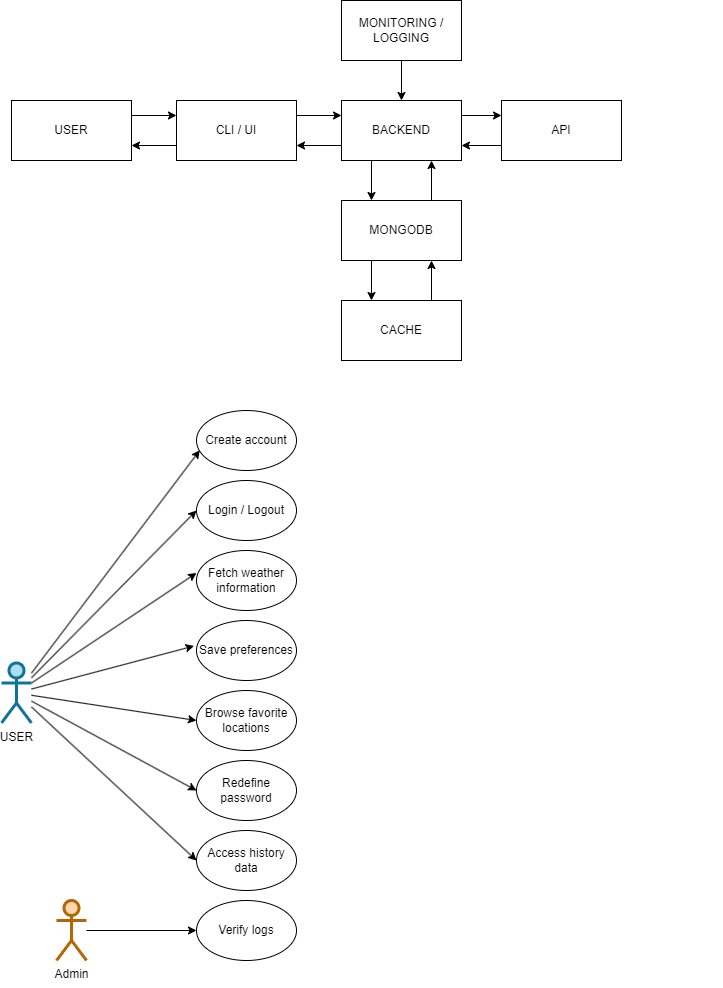 MONITORING /
LOGGING
USER
CLI / UI
BACKEND
API
MONGODB
CACHE
Create account
Login / Logout
Fetch weather
information
Save preferences
Browse favorite
locations
USER
Redefine
password
Access history
data
Verify logs
Admin